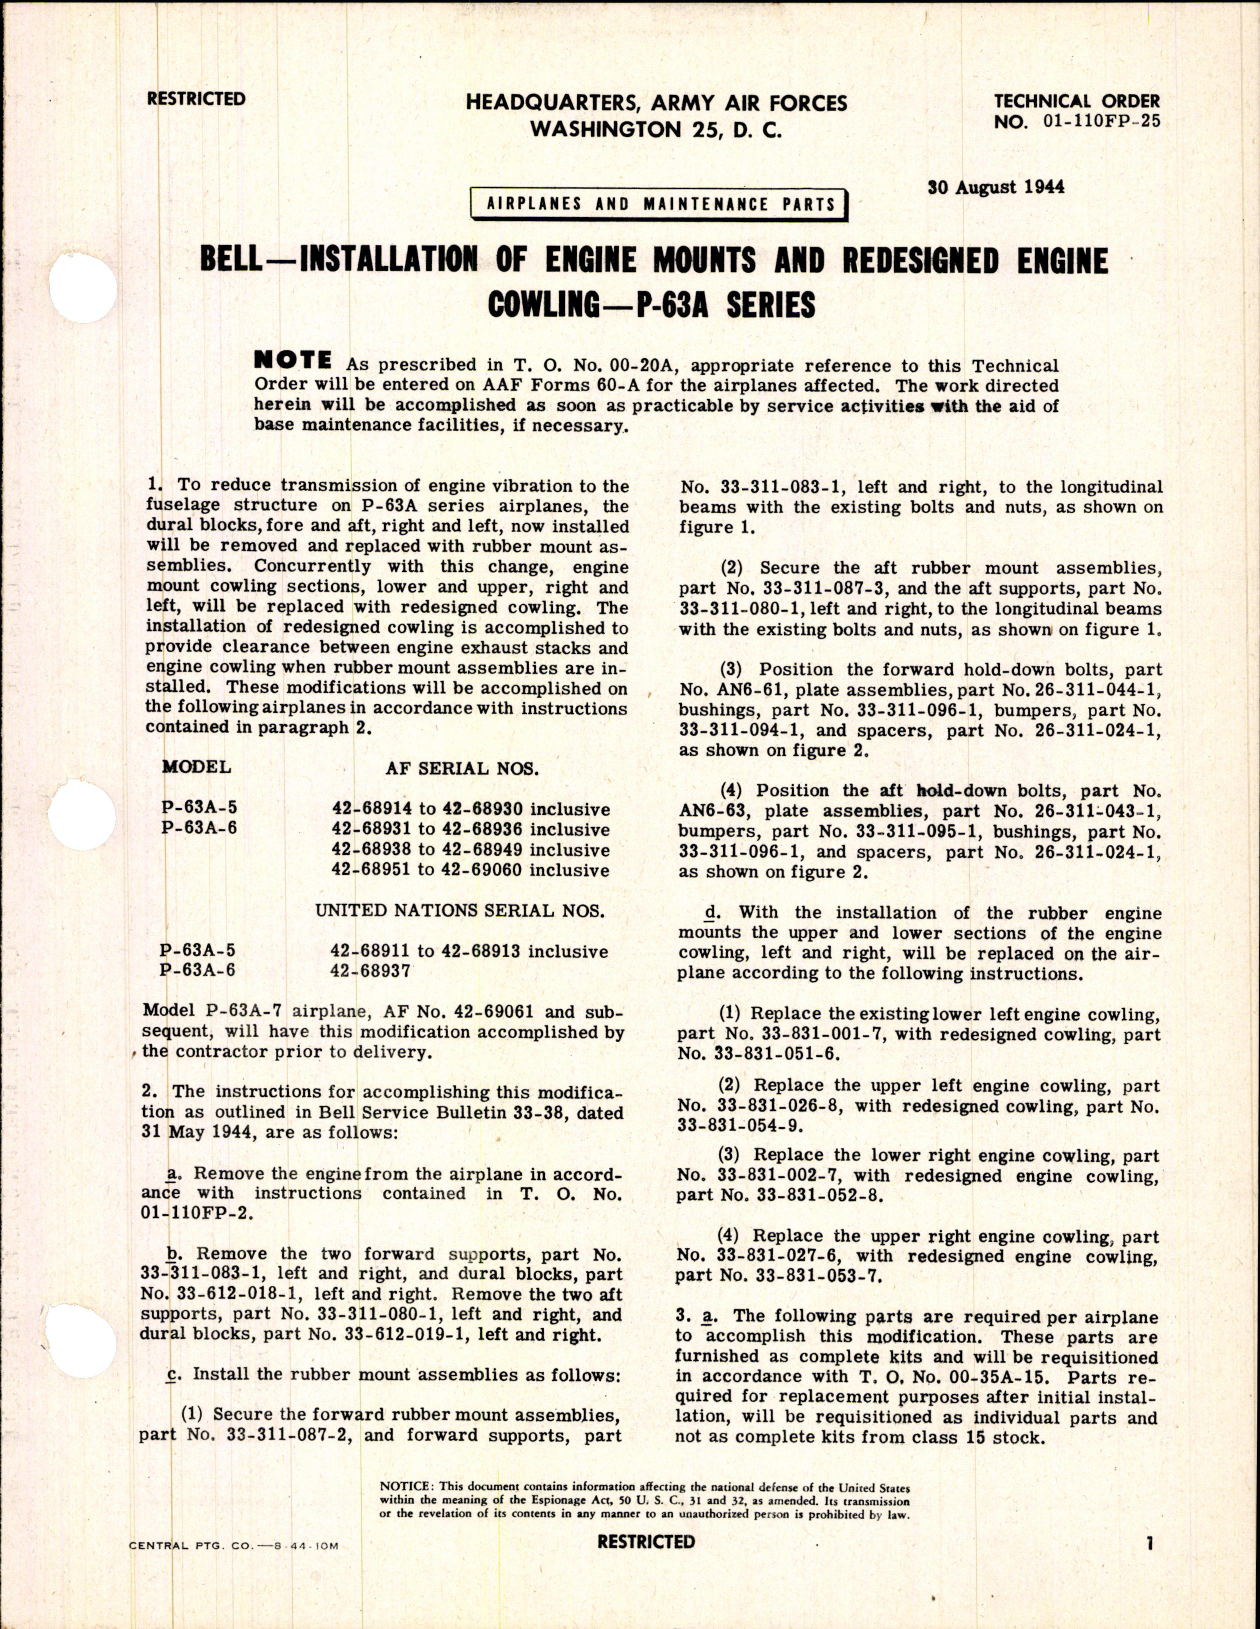 RESTRICTED
HEADQUARTERS, ARMY AIR FORCES
WASHINGTON 25, D. C.
TECHNICAL ORDER
NO. 01-110FP-25
30 August 1944
AIRPLANES AND MAINTENANCE PARTS
BELL—INSTALLATION OF ENGINE MOUNTS AND REDESIGNED ENGINE
COWLING—P-63A SERIES
NOTE As prescribed in T. O. No. 00-20A, appropriate reference to this Technical
Order will be entered on AAF Forms 60-A for the airplanes affected. The work directed
herein will be accomplished as soon as practicable by service activities with the aid of
base maintenance facilities, if necessary.
1. To reduce transmission of engine vibration to the
fuselage structure on P-63A series airplanes, the
dural blocks, fore and aft, right and left, now installed
will be removed and replaced with rubber mount as-
semblies. Concurrently with this change, engine
mount cowling sections, lower and upper, right and
left, will be replaced with redesigned cowling. The
installation of redesigned cowling is accomplished to
provide clearance between engine exhaust stacks and
engine cowling when rubber mount assemblies are in-
stalled. These modifications will be accomplished on
the following airplanes in accordance with instructions
contained in paragraph 2.
MODEL AF SERIAL NOS.
P-63A-5 42-68914 to 42-68930 inclusive
P-63A-6 42-68931 to 42-68936 inclusive
42-68938 to 42-68949 inclusive
42-68951 to 42-69060 inclusive
UNITED NATIONS SERIAL NOS.
P-63A-5 42-68911 to 42-68913 inclusive
P-63A-6 42-68937
Model P-63A-7 airplane, AF No. 42-69061 and sub-
sequent, will have this modification accomplished by
the contractor prior to delivery.
2. The instructions for accomplishing this modifica-
tion as outlined in Bell Service Bulletin 33-38, dated
31 May 1944, are as follows:
a. Remove the engine from the airplane in accord-
ance with instructions contained in T. O. No.
01-110FP-2.
b. Remove the two forward supports, part No.
33-311-083-1, left and right, and dural blocks, part
No. 33-612-018-1, left and right. Remove the two aft
supports, part No. 33-311-080-1, left and right, and
dural blocks, part No. 33-612-019-1, left and right.
c. Install the rubber mount assemblies as follows:
(1) Secure the forward rubber mount assemblies,
part No. 33-311-087-2, and forward supports, part
No. 33-311-083-1, left and right, to the longitudinal
beams with the existing bolts and nuts, as shown on
figure 1.
(2) Secure the aft rubber mount assemblies,
part No. 33-311-087-3, and the aft supports, part No.
33-311-080-1, left and right, to the longitudinal beams
with the existing bolts and nuts, as shown on figure 1.
(3) Position the forward hold-down bolts, part
No. AN6-61, plate assemblies, part No. 26-311-044-1,
bushings, part No. 33-311-096-1, bumpers, part No.
33-311-094-1, and spacers, part No. 26-311-024-1,
as shown on figure 2.
(4) Position the aft hold-down bolts, part No.
AN6-63, plate assemblies, part No. 26-311-043-1,
bumpers, part No. 33-311-095-1, bushings, part No.
33-311-096-1, and spacers, part No. 26-311-024-1,
as shown on figure 2.
d. With the installation of the rubber engine
mounts the upper and lower sections of the engine
cowling, left and right, will be replaced on the air-
plane according to the following instructions.
(1) Replace the existing lower left engine cowling,
part No. 33-831-001-7, with redesigned cowling, part
No. 33-831-051-6.
(2) Replace the upper left engine cowling, part
No. 33-831-026-8, with redesigned cowling, part No.
33-831-054-9.
(3) Replace the lower right engine cowling, part
No. 33-831-002-7, with redesigned engine cowling,
part No. 33-831-052-8.
(4) Replace the upper right engine cowling, part
No. 33-831-027-6, with redesigned engine cowling,
part No. 33-831-053-7.
3. a. The following parts are required per airplane
to accomplish this modification. These parts are
furnished as complete kits and will be requisitioned
in accordance with T. O. No. 00-35A-15. Parts re-
quired for replacement purposes after initial instal-
lation, will be requisitioned as individual parts and
not as complete kits from class 15 stock.
NOTICE: This document contains information affecting the national defense of the United States
within the meaning of the Espionage Act, 50 U. S. C., 31 and 32, as amended. Its transmission
or the revelation of its contents in any manner to an unauthorized person is prohibited by law.
CENTRAL PTG. CO.—8-44-10M
RESTRICTED
1